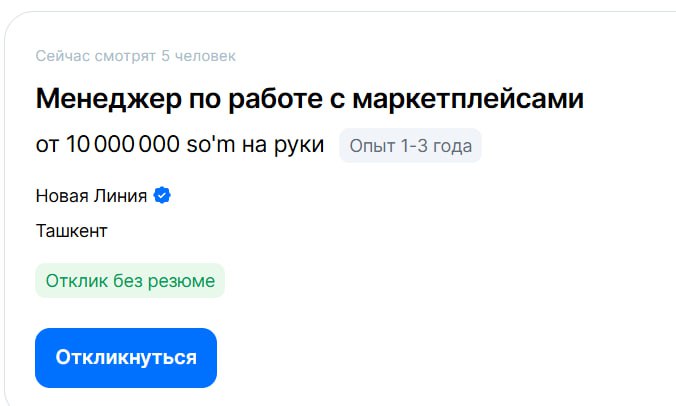 Сейчас смотрят 5 человек
Менеджер по работе с маркетплейсами
от 10 000 000 so'm на руки Опыт 1-3 года
Новая Линия
Ташкент
Отклик без резюме
Откликнуться